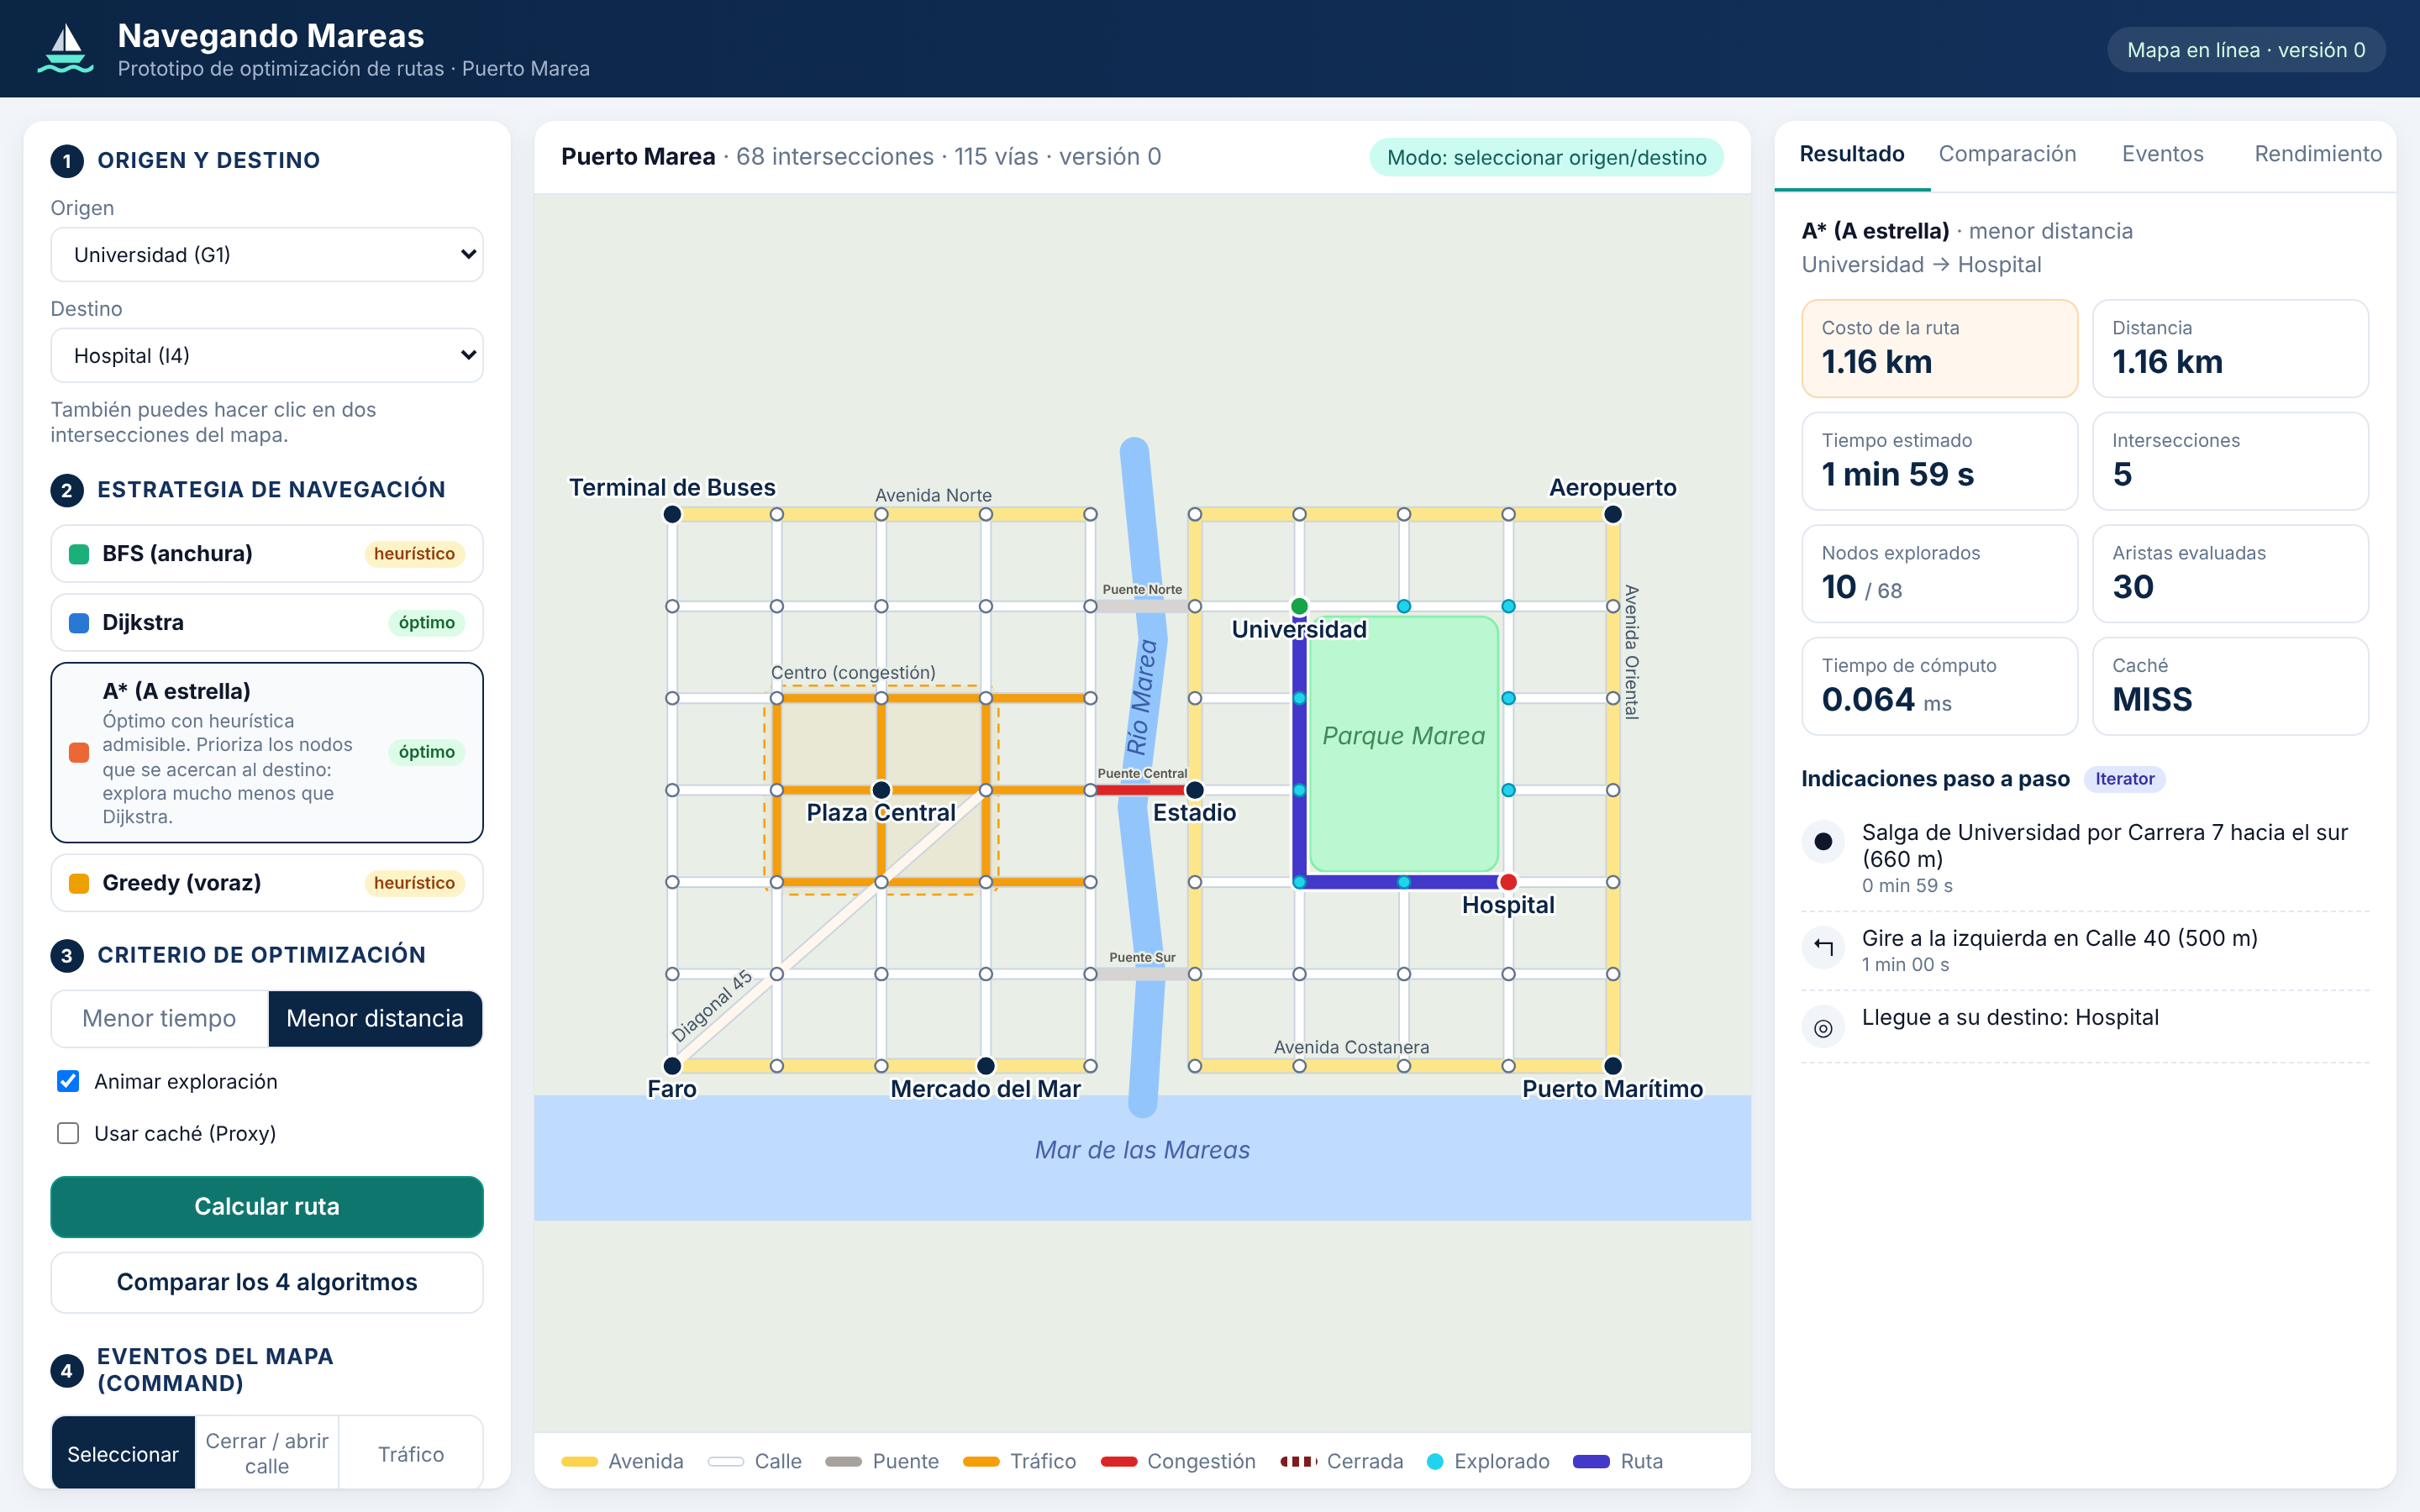 Navegando Mareas
Prototipo de optimización de rutas · Puerto Marea
Mapa en línea · versión 0
1 ORIGEN Y DESTINO
Origen
Universidad (G1)
Destino
Hospital (I4)
También puedes hacer clic en dos
intersecciones del mapa.
2 ESTRATEGIA DE NAVEGACIÓN
BFS (anchura) heurístico
Dijkstra óptimo
A* (A estrella)
Óptimo con heurística
admisible. Prioriza los nodos
que se acercan al destino:
explora mucho menos que
Dijkstra.
óptimo
Greedy (voraz) heurístico
3 CRITERIO DE OPTIMIZACIÓN
Menor tiempo Menor distancia
Animar exploración
Usar caché (Proxy)
Calcular ruta
Comparar los 4 algoritmos
4 EVENTOS DEL MAPA
(COMMAND)
Seleccionar
Cerrar / abrir
calle
Tráfico
Puerto Marea · 68 intersecciones · 115 vías · versión 0
Modo: seleccionar origen/destino
Terminal de Buses
Avenida Norte
Aeropuerto
Puente Norte
Avenida Oriental
Universidad
Centro (congestión)
Río Marea
Parque Marea
Puente Central
Plaza Central
Estadio
Hospital
Puente Sur
Diagonal 45
Avenida Costanera
Faro
Mercado del Mar
Puerto Marítimo
Mar de las Mareas
Avenida Calle Puente Tráfico Congestión Cerrada Explorado Ruta
Resultado Comparación Eventos Rendimiento
A* (A estrella) · menor distancia
Universidad → Hospital
Costo de la ruta
1.16 km
Distancia
1.16 km
Tiempo estimado
1 min 59 s
Intersecciones
5
Nodos explorados
10 / 68
Aristas evaluadas
30
Tiempo de cómputo
0.064 ms
Caché
MISS
Indicaciones paso a paso Iterator
Salga de Universidad por Carrera 7 hacia el sur
(660 m)
0 min 59 s
Gire a la izquierda en Calle 40 (500 m)
1 min 00 s
Llegue a su destino: Hospital